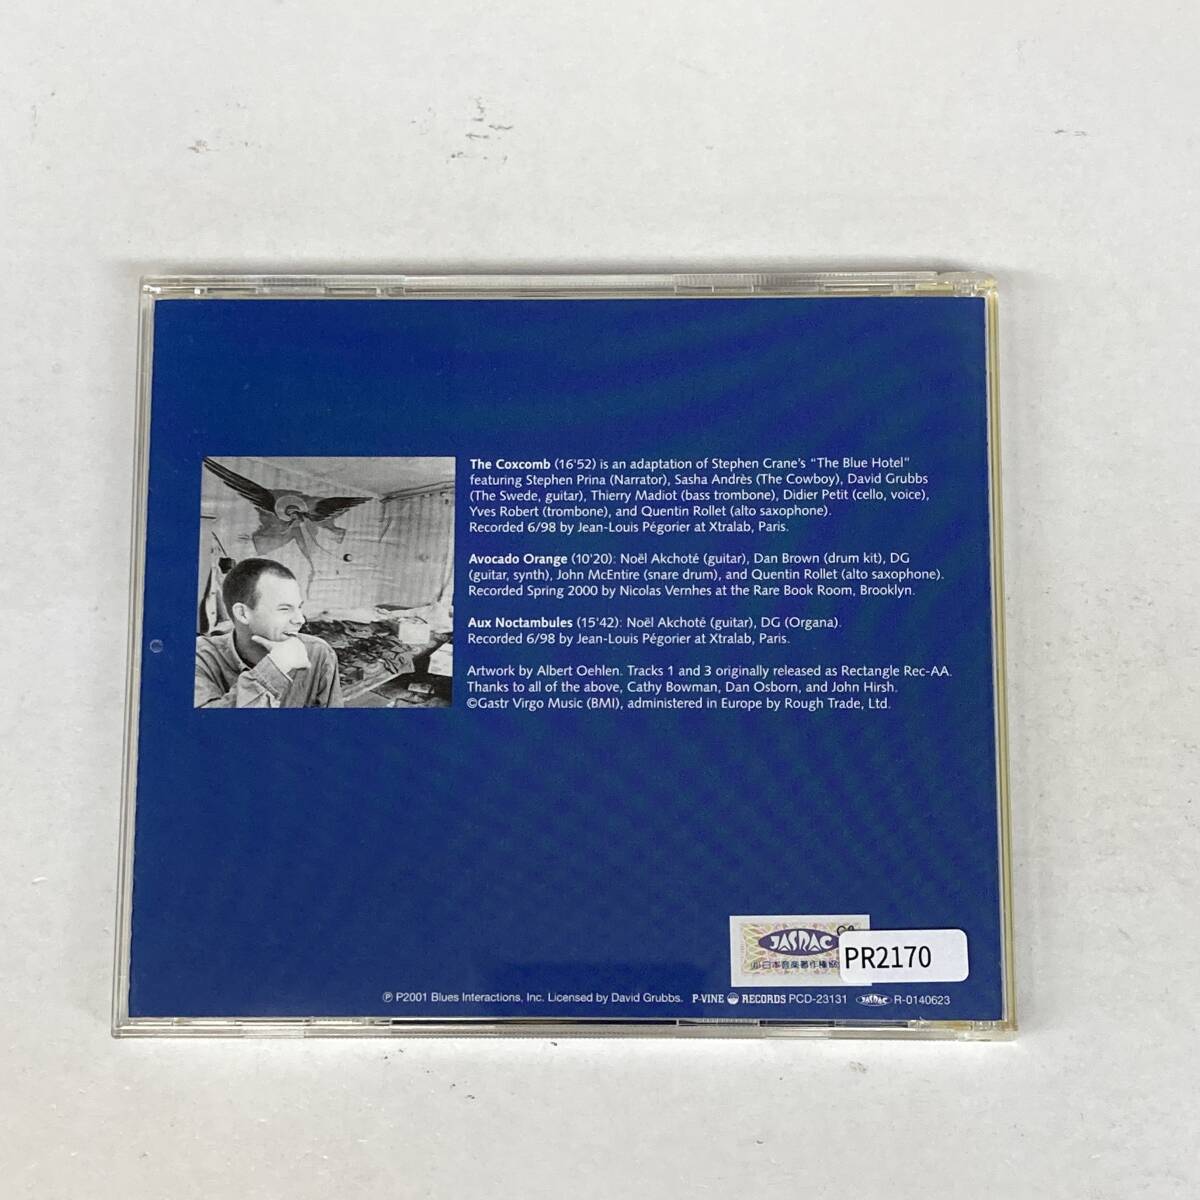 The Coxcomb (16'52) is an adaptation of Stephen Crane's "The Blue Hotel"
featuring Stephen Prina (Narrator), Sasha Andrès (The Cowboy), David Grubbs
(The Swede, guitar), Thierry Madiot (bass trombone), Didier Petit (cello, voice),
Yves Robert (trombone), and Quentin Rollet (alto saxophone).
Recorded 6/98 by Jean-Louis Pégorier at Xtralab, Paris.
Avocado Orange (10'20): Noël Akchoté (guitar), Dan Brown (drum kit), DG
(guitar, synth), John McEntire (snare drum), and Quentin Rollet (alto saxophone).
Recorded Spring 2000 by Nicolas Vernhes at the Rare Book Room, Brooklyn.
Aux Noctambules (15'42): Noël Akchoté (guitar), DG (Organa).
Recorded 6/98 by Jean-Louis Pégorier at Xtralab, Paris.
Artwork by Albert Oehlen. Tracks 1 and 3 originally released as Rectangle Rec-AA.
Thanks to all of the above, Cathy Bowman, Dan Osborn, and John Hirsh.
©Gastr Virgo Music (BMI), administered in Europe by Rough Trade, Ltd.
JASRAC
日本音楽著作権協
PR2170
℗ P2001 Blues Interactions, Inc. Licensed by David Grubbs. P-VINE RECORDS PCD-23131 JASRAC R-0140623